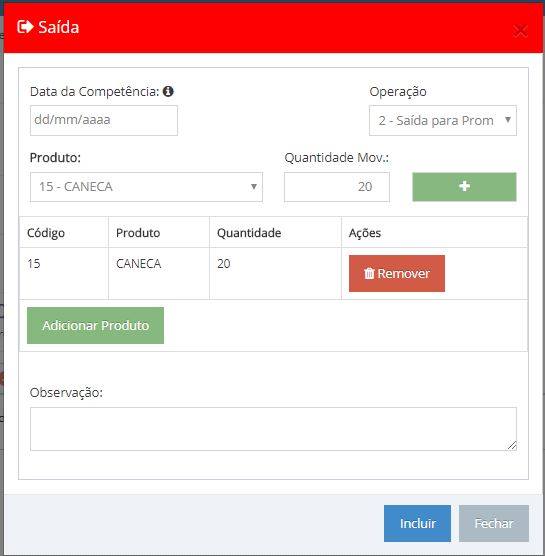 Saída
Data da Competência:
Operação
dd/mm/aaaa
2 - Saída para Prom
Produto:
Quantidade Mov.:
15 - CANECA
20
Código Produto Quantidade Ações
15 CANECA 20 Remover
Adicionar Produto
Observação:
Incluir Fechar